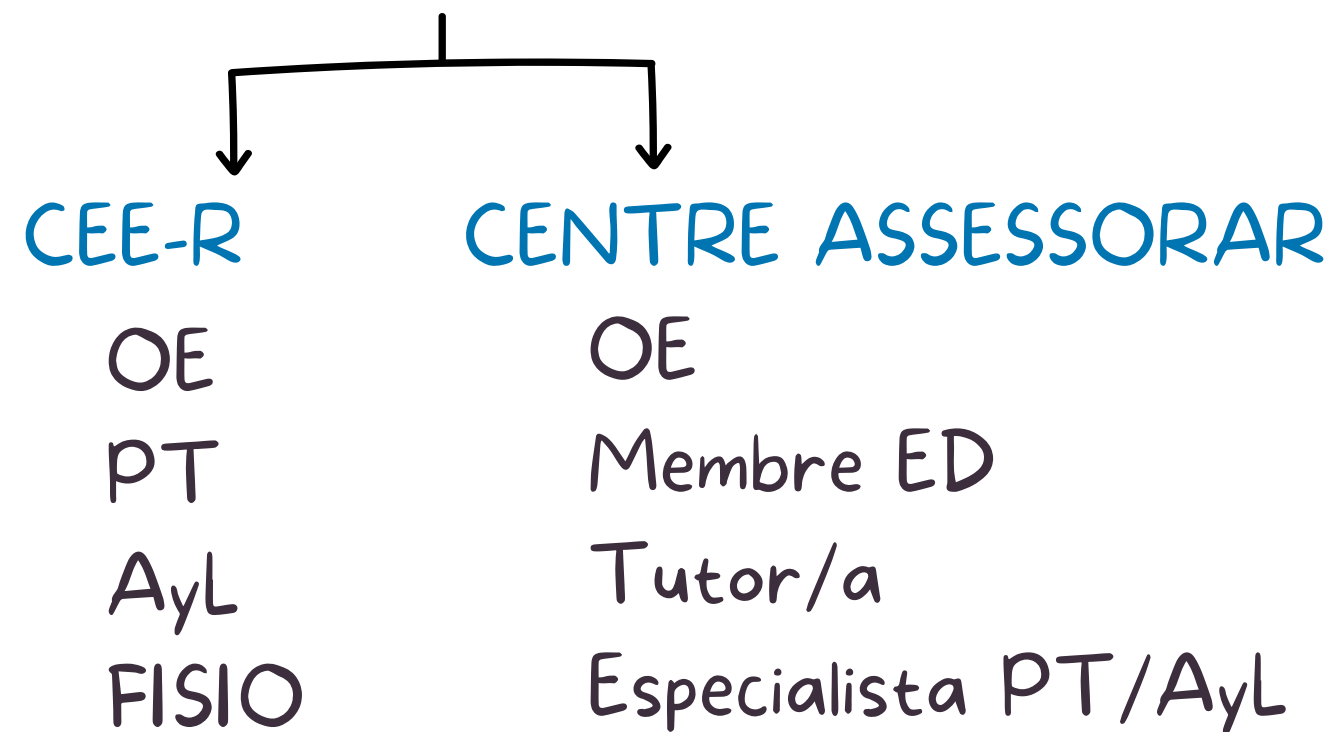 CEE-R
OE
PT
AyL
FISIO
CENTRE ASSESSORAR
OE
Membre ED
Tutor/a
Especialista PT/AyL